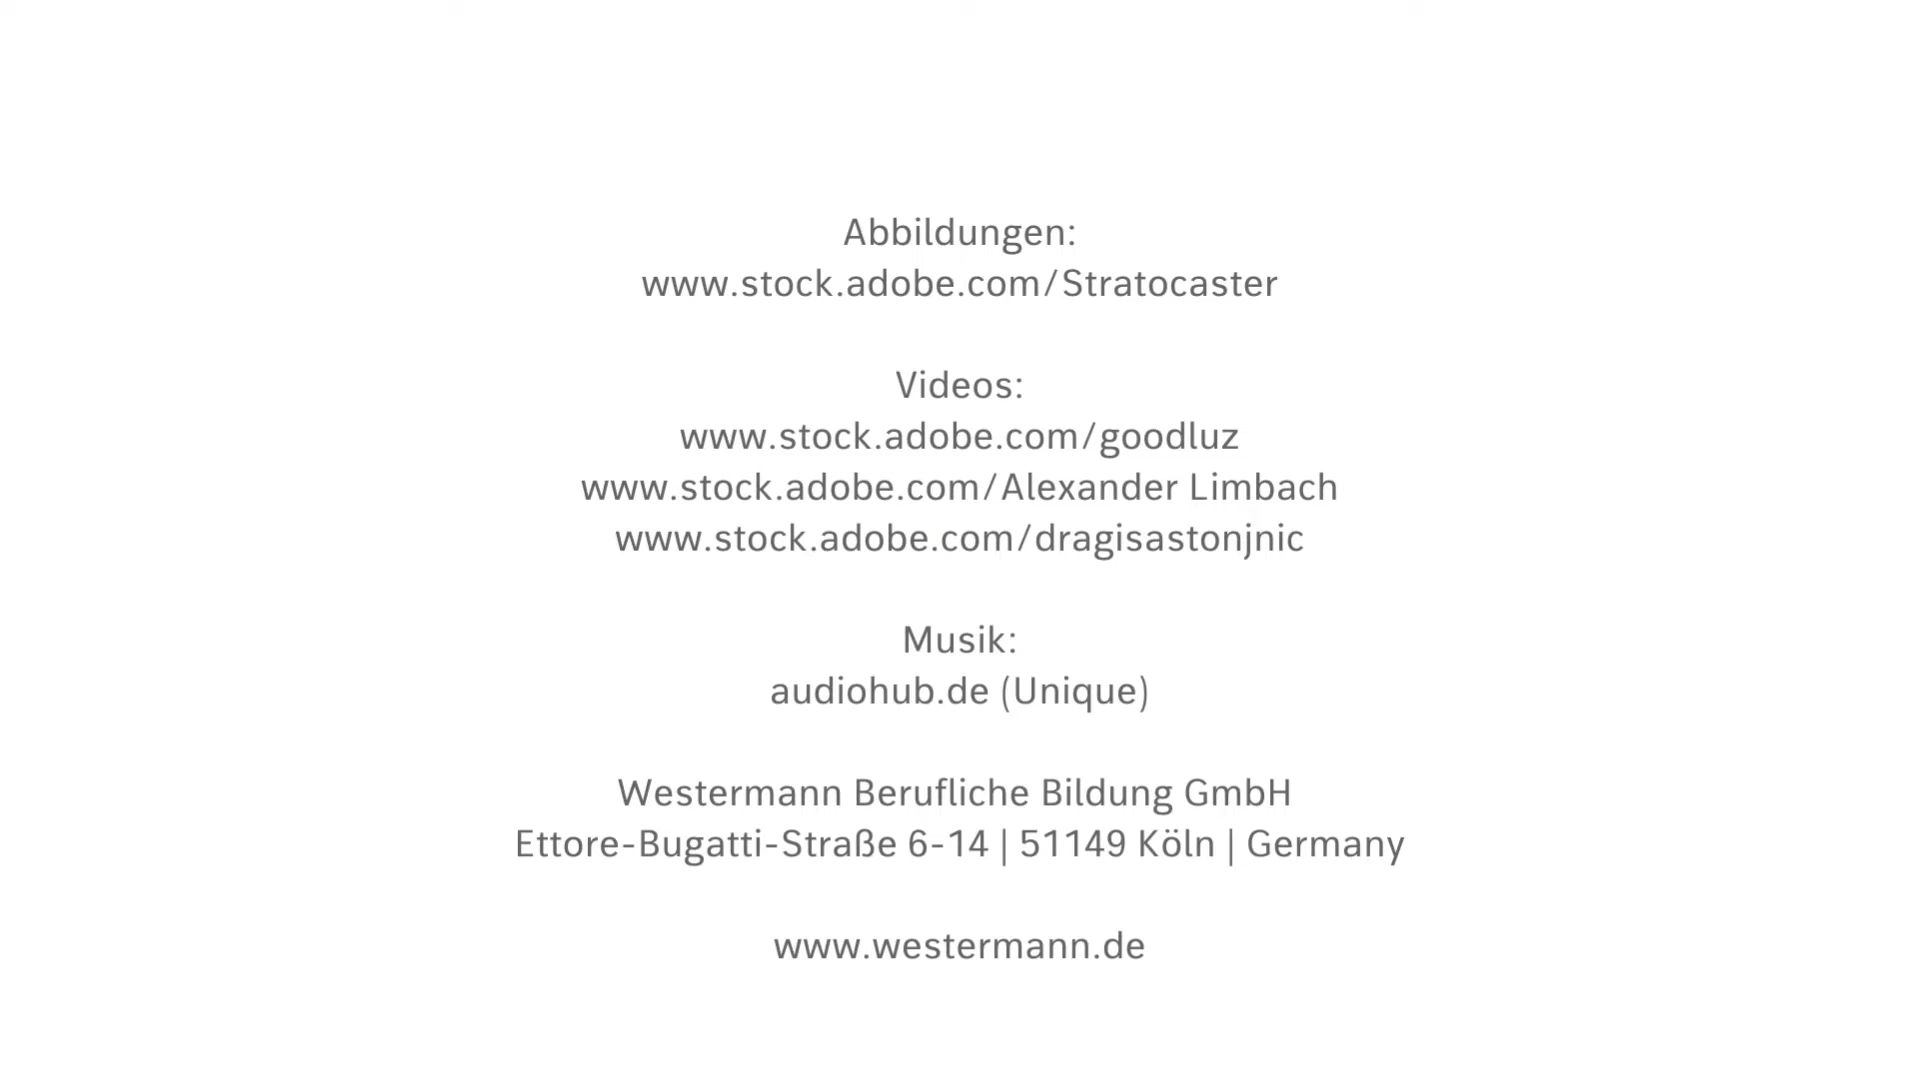 Abbildungen:
www.stock.adobe.com/Stratocaster
Videos:
www.stock.adobe.com/goodluz
www.stock.adobe.com/Alexander Limbach
www.stock.adobe.com/dragisastonjnic
Musik:
audiohub.de (Unique)
Westermann Berufliche Bildung GmbH
Ettore-Bugatti-Straße 6-14 | 51149 Köln | Germany
www.westermann.de